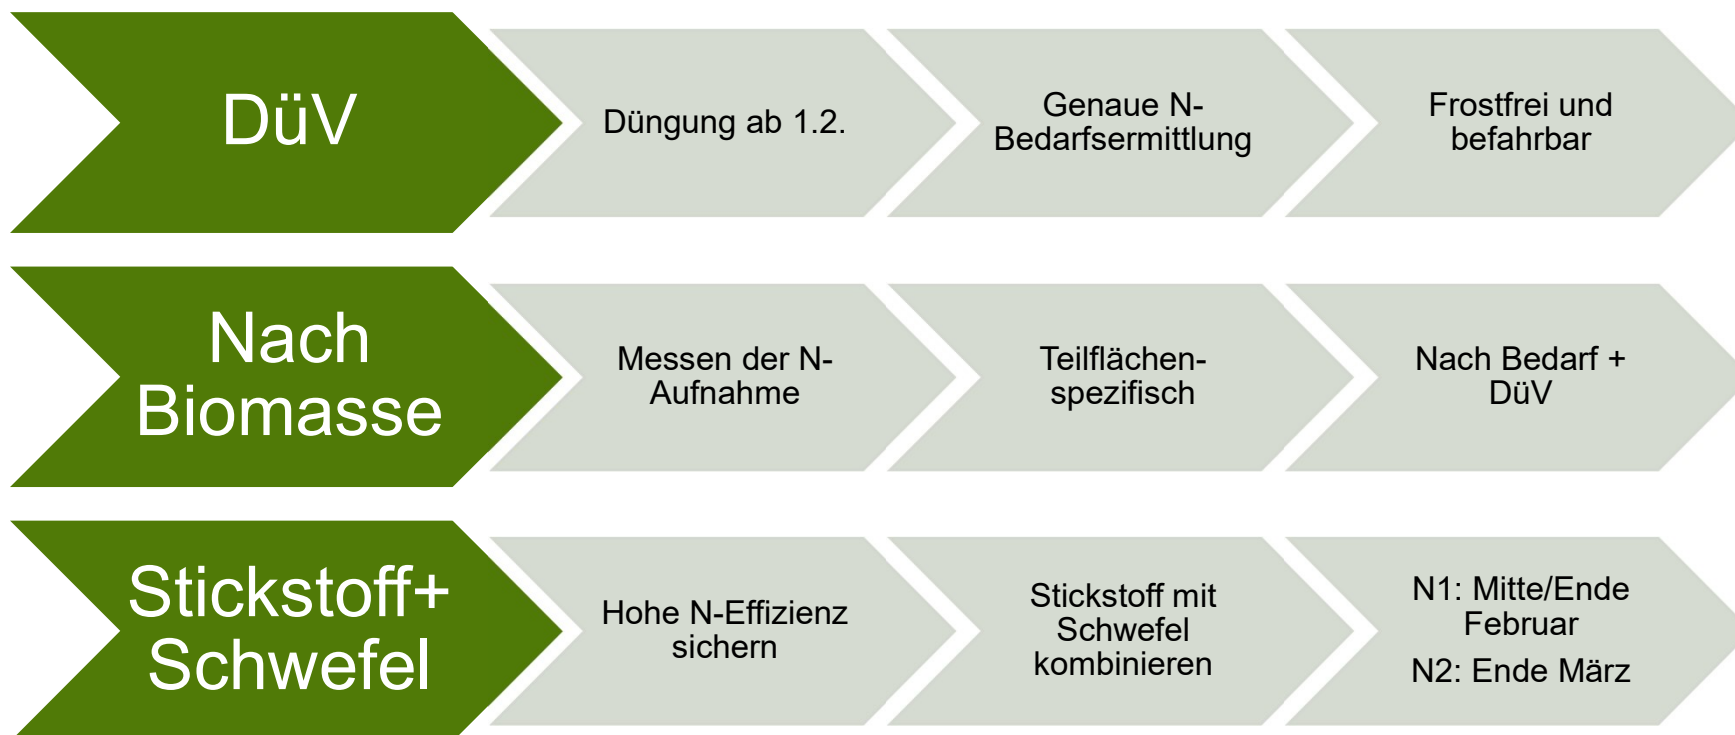 DüV
Düngung ab 1.2.
Genaue N-
Bedarfsermittlung
Frostfrei und
befahrbar
Nach
Biomasse
Messen der N-
Aufnahme
Teilflächen-
spezifisch
Nach Bedarf +
DüV
Stickstoff+
Schwefel
Hohe N-Effizienz
sichern
Stickstoff mit
Schwefel
kombinieren
N1: Mitte/Ende
Februar
N2: Ende März